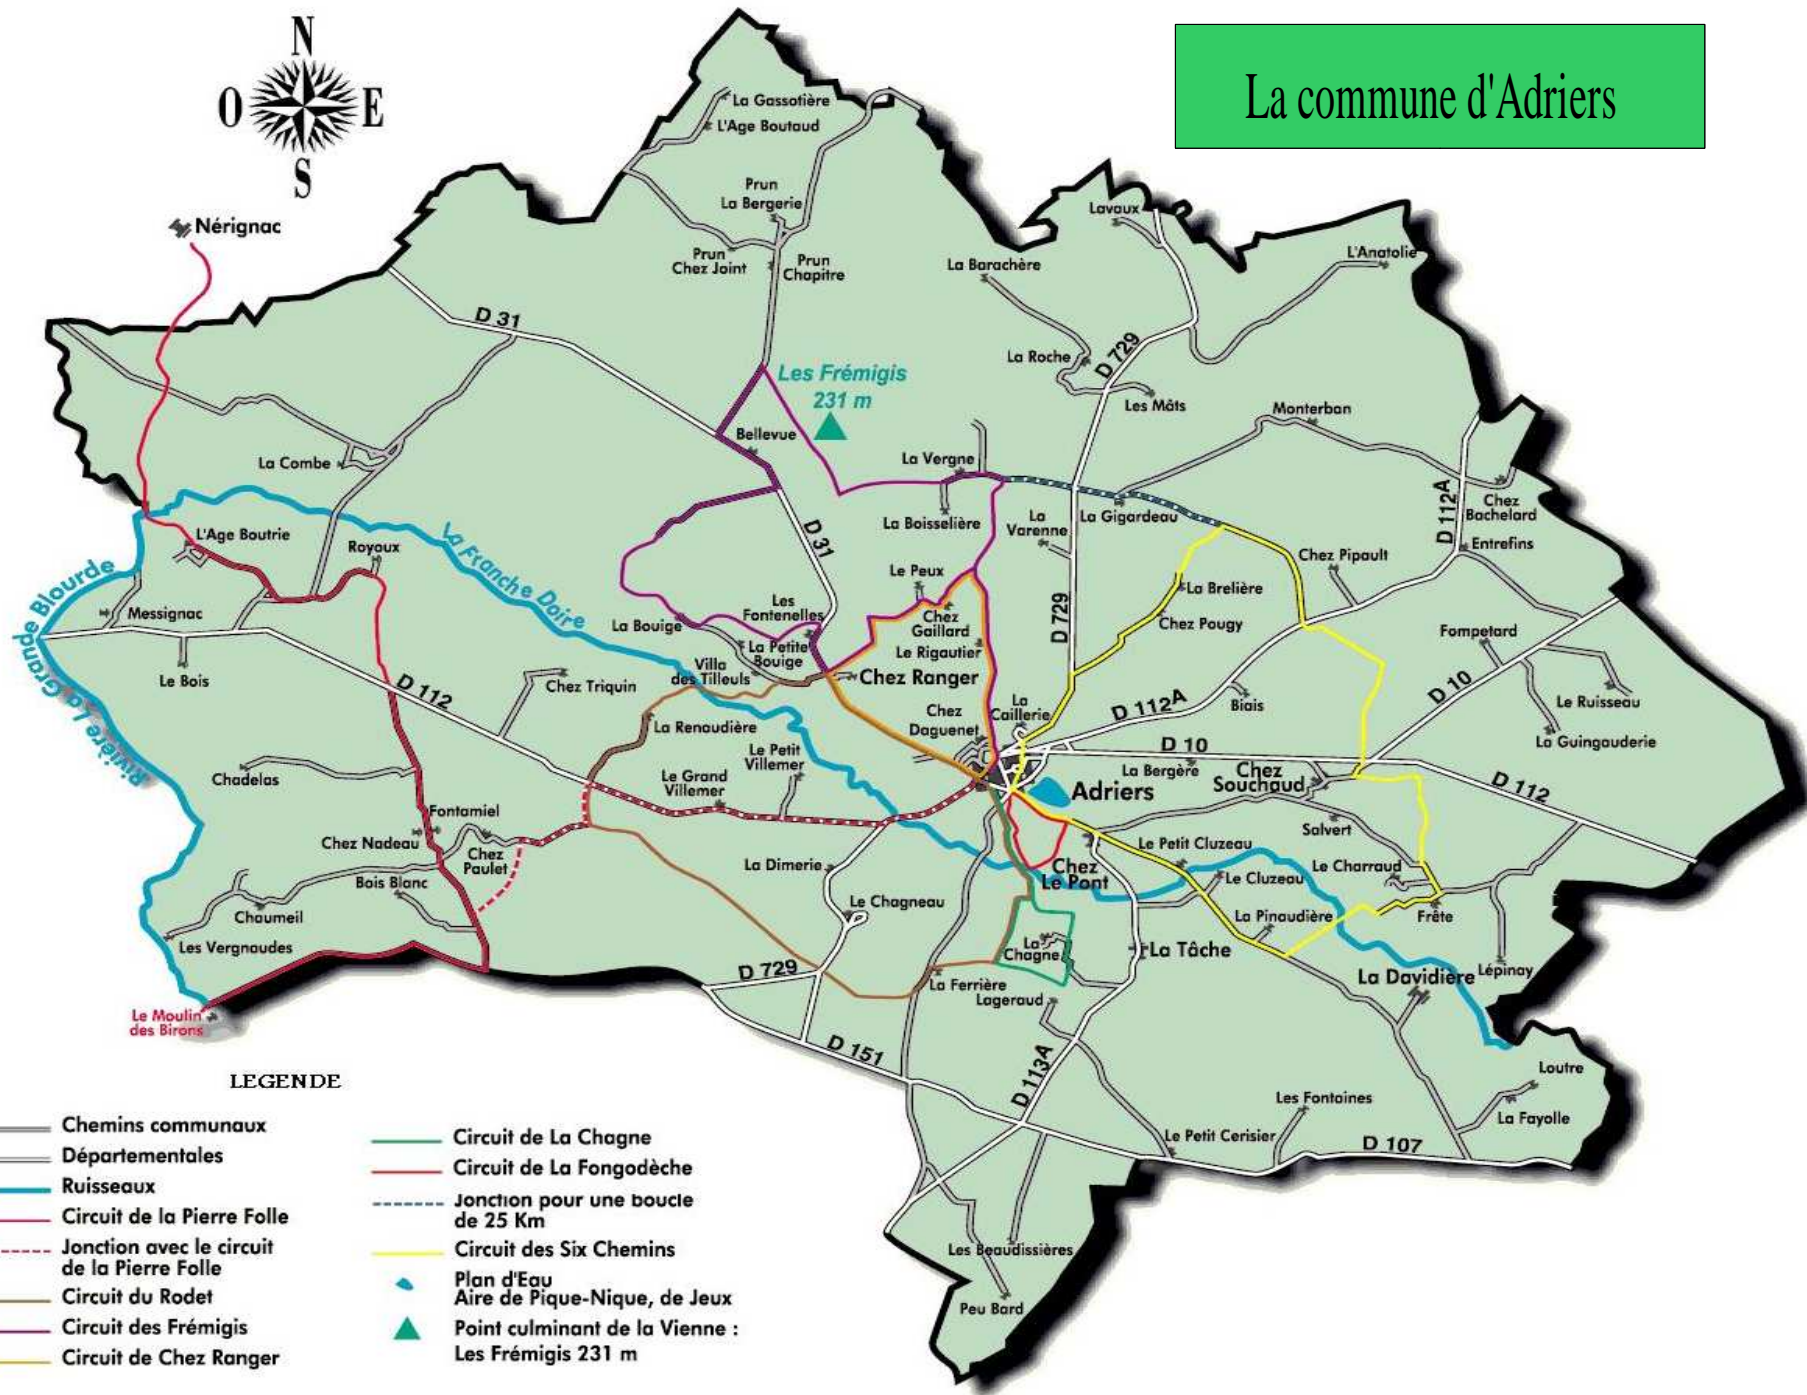 La commune d'Adriers
N
O
E
S
La Gassotière
L'Age Boutaud
Prun
La Bergerie
Prun
Chez Joint
Prun
Chapitre
Nérignac
Lavaux
La Barachère
L'Anatolie
D 31
La Roche
D 729
Les Mâts
Monterban
Les Frémigis
231 m
Bellevue
La Combe
La Vergne
La Boisselière
La
Varenne
La Gigardeau
D 112A
Chez
Bachelard
Entrefins
Chez Pipault
L'Age Boutrie
Royoux
La Franche Doire
D 31
Le Peux
La Brelière
Rivière La Grande Blourde
Messignac
Les
Fontenelles
La Bouige
La Petite
Bouige
Chez
Gaillard
Le Rigautier
D 729
Chez Pougy
Fompetard
Le Bois
D 112
Chez Triquin
Villa
des Tilleuls
Chez Ranger
D 10
Le Ruisseau
La Renaudière
Chez
Daguenet
La
Caillerie
D 112A
Biais
La Guingauderie
Chadelas
Le Petit
Villemer
Le Grand
Villemer
D 10
La Bergère
Chez
Souchaud
D 112
Adriers
Fontamiel
Chez Nadeau
Chez
Paulet
Salvert
Bois Blanc
La Dimerie
Chez
Le Pont
Le Petit Cluzeau
Le Charraud
Le Cluzeau
Chaumeil
Le Chagneau
La Pinaudière
Frête
Les Vergnaudes
La
Chagne
La Tâche
D 729
La Ferrière
Lageraud
La Davidière
Lépinay
Le Moulin
des Birons
D 151
D 113A
Loutre
Les Fontaines
La Fayolle
Le Petit Cerisier
D 107
Les Beaudissières
Peu Bard
LEGENDE
Chemins communaux
Départementales
Ruisseaux
Circuit de la Pierre Folle
Jonction avec le circuit
de la Pierre Folle
Circuit du Rodet
Circuit des Frémigis
Circuit de Chez Ranger
Circuit de La Chagne
Circuit de La Fongodèche
Jonction pour une boucle
de 25 Km
Circuit des Six Chemins
Plan d'Eau
Aire de Pique-Nique, de Jeux
Point culminant de la Vienne :
Les Frémigis 231 m